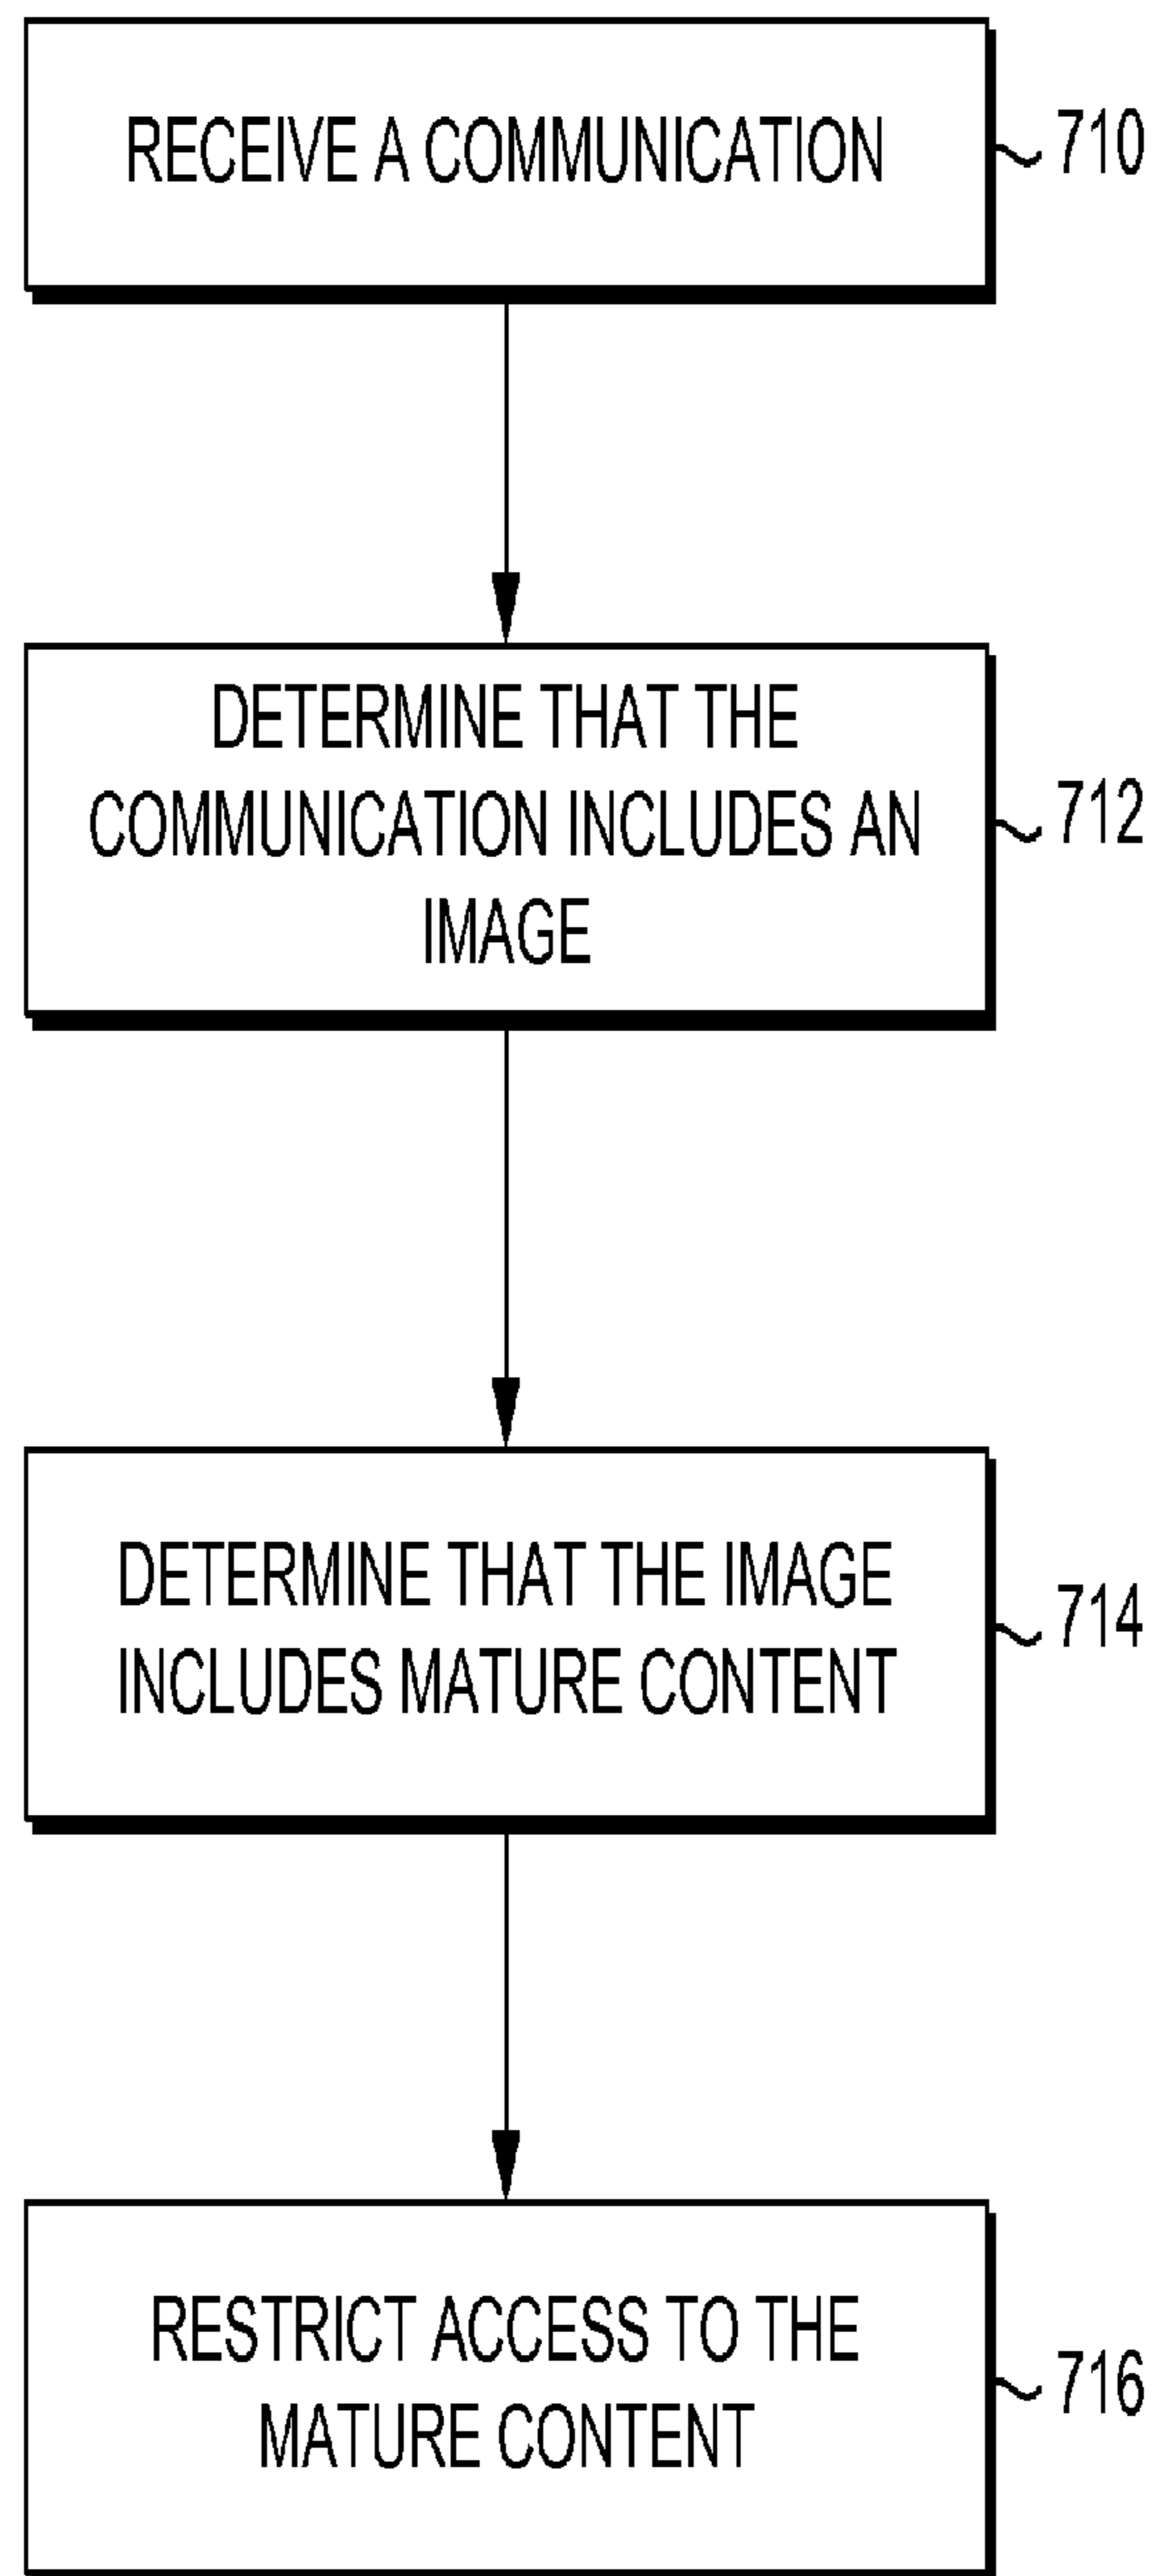 RECEIVE A COMMUNICATION
710
DETERMINE THAT THE
COMMUNICATION INCLUDES AN
IMAGE
712
DETERMINE THAT THE IMAGE
INCLUDES MATURE CONTENT
714
RESTRICT ACCESS TO THE
MATURE CONTENT
716